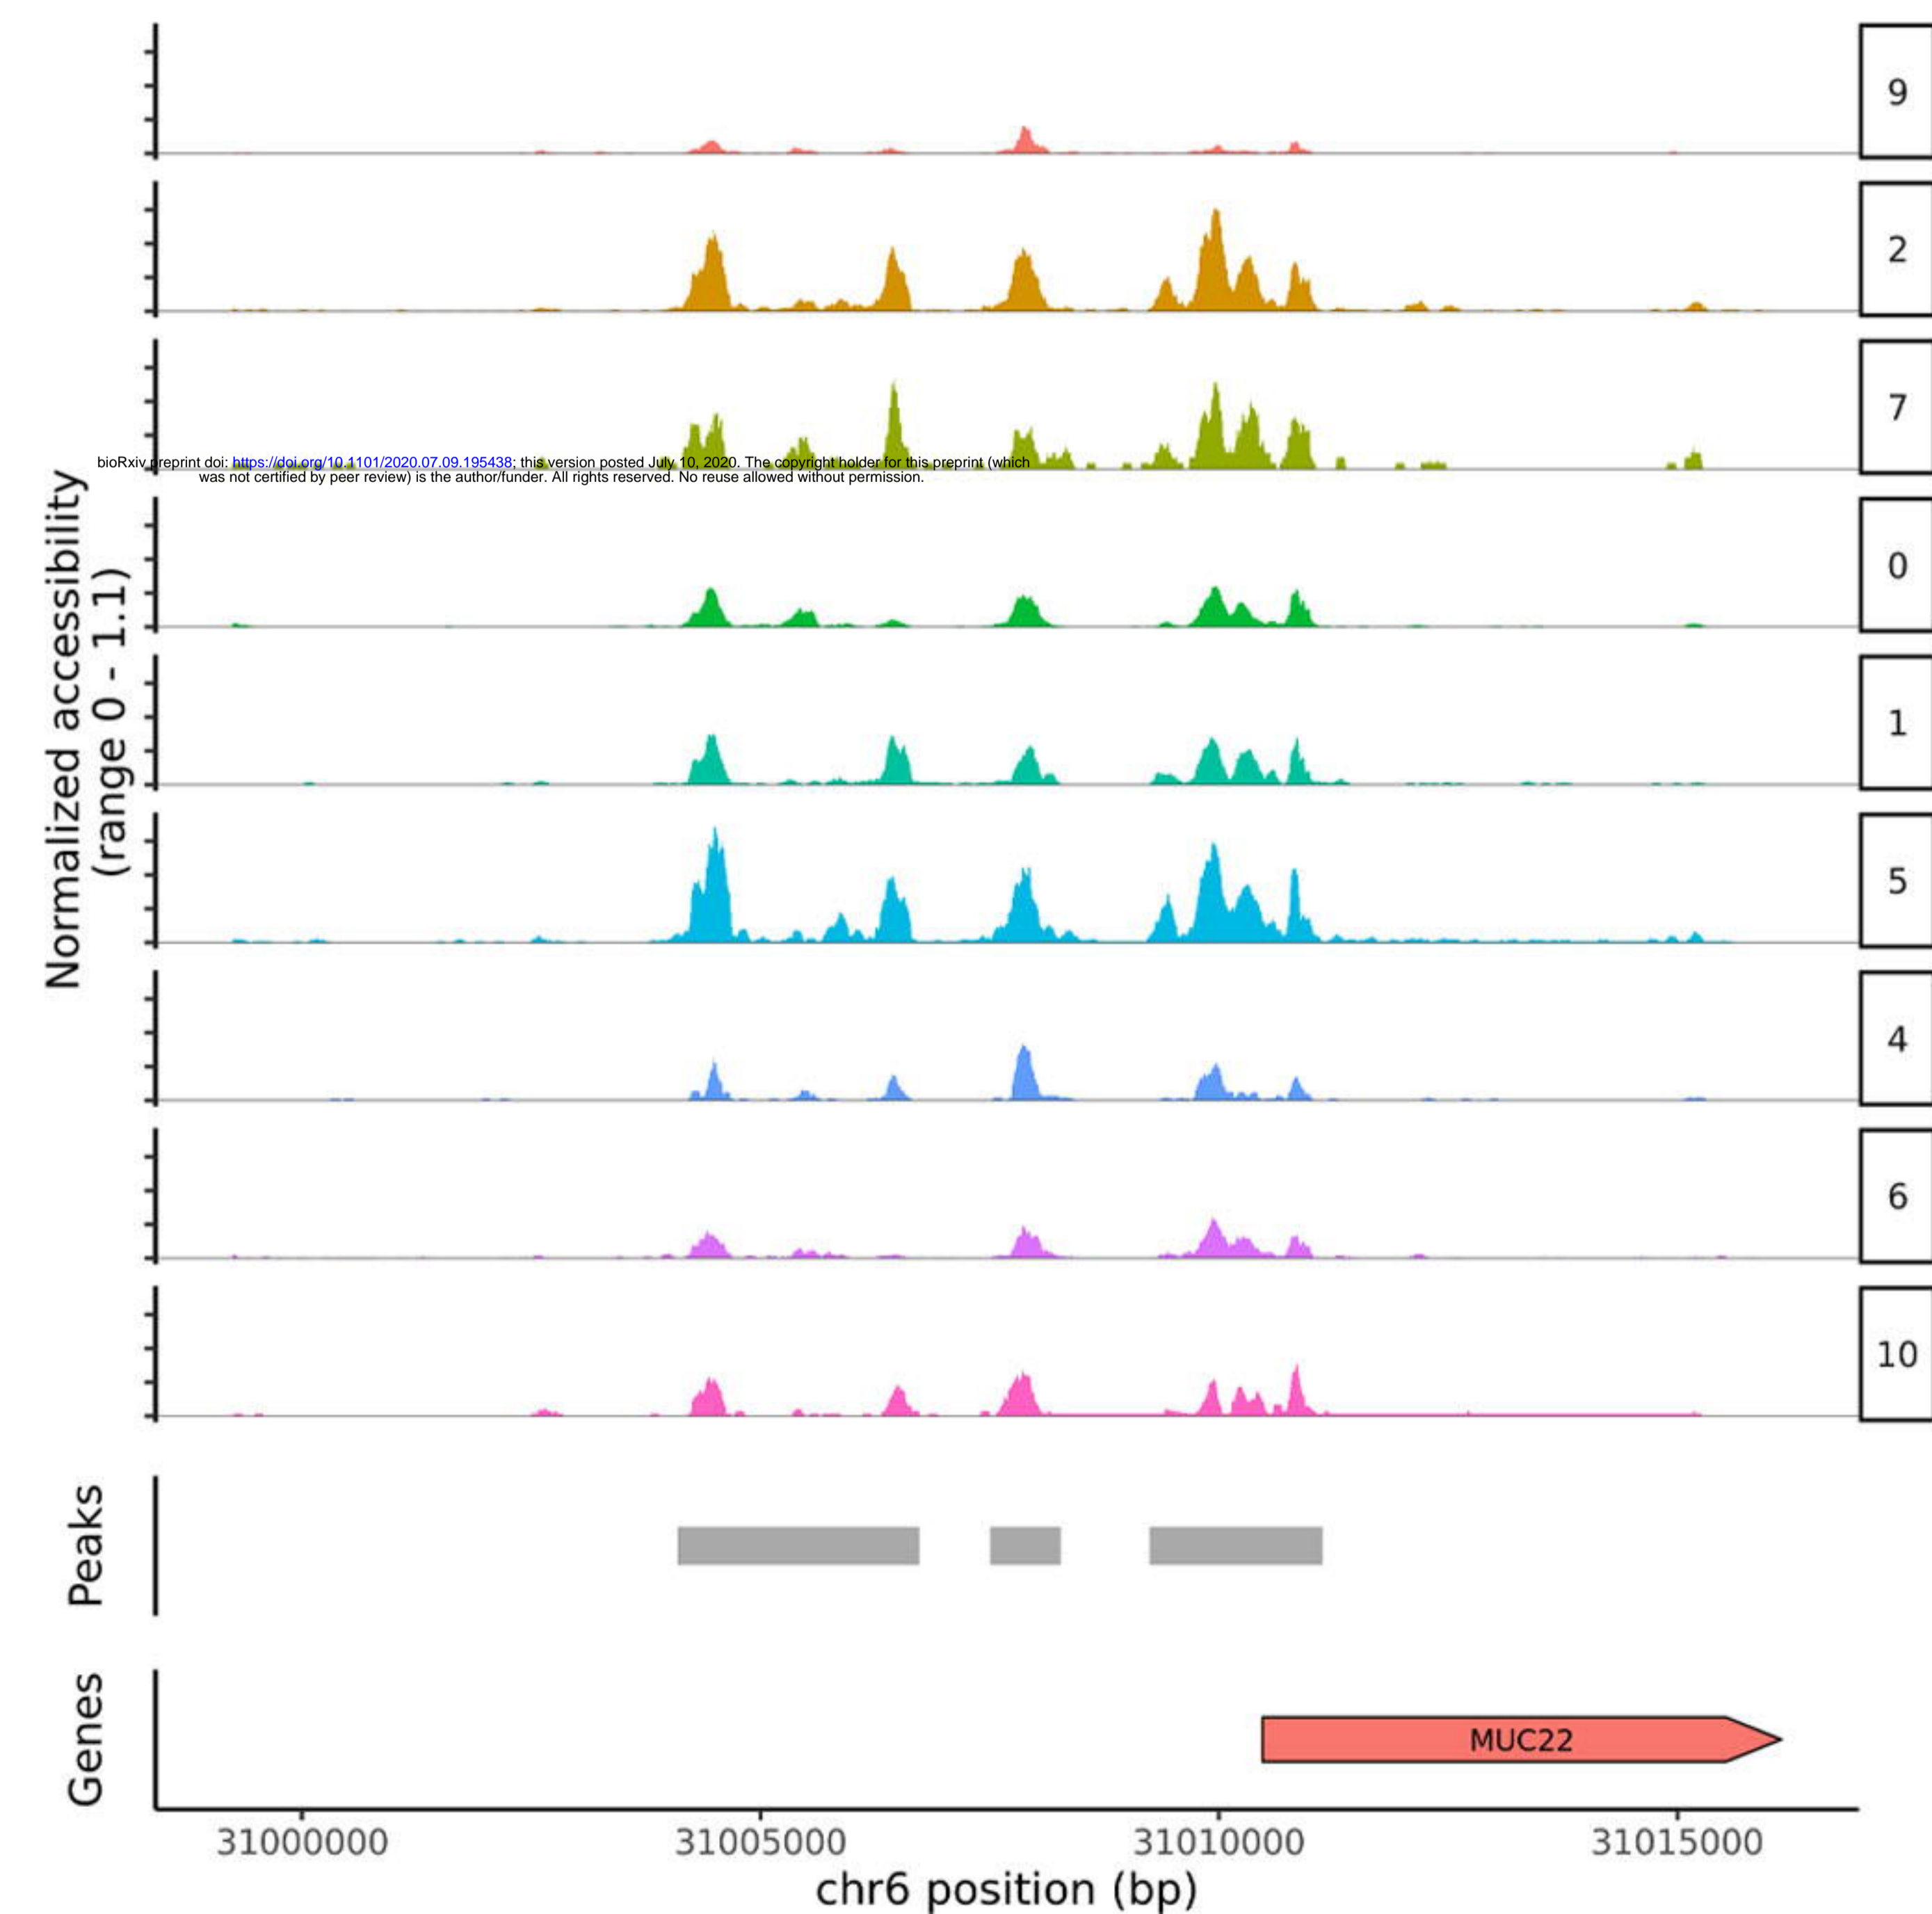 9
2
7
bioRxiv preprint doi: https://doi.org/10.1101/2020.07.09.195438; this version posted July 10, 2020. The copyright holder for this preprint (which
was not certified by peer review) is the author/funder. All rights reserved. No reuse allowed without permission.
Normalized accessibility
(range 0 - 1.1)
0
1
5
4
6
10
Peaks
Genes
MUC22
31000000 31005000 31010000 31015000
chr6 position (bp)